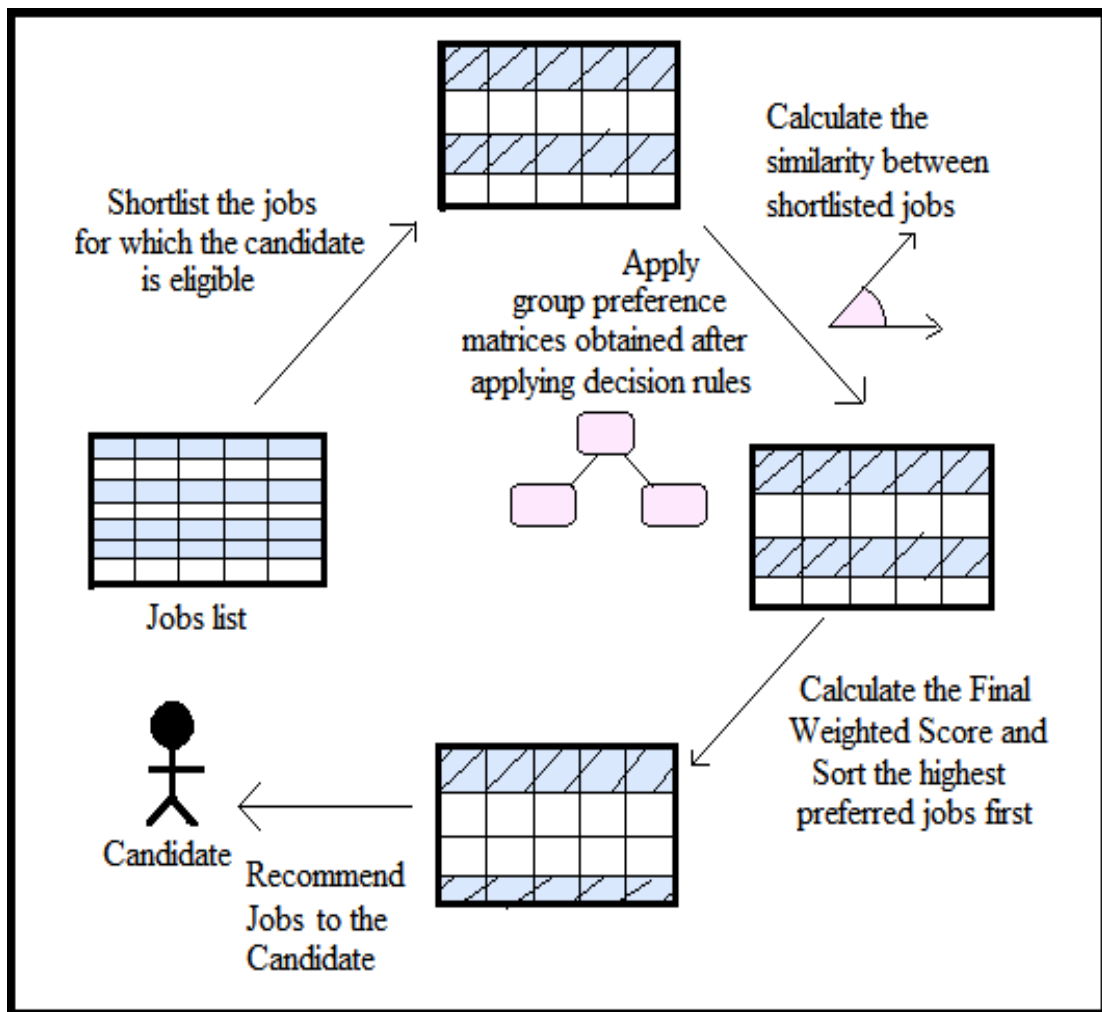 Jobs list
Shortlist the jobs
for which the candidate
is eligible
Calculate the
similarity between
shortlisted jobs
Apply
group preference
matrices obtained after
applying decision rules
Calculate the Final
Weighted Score and
Sort the highest
preferred jobs first
Recommend
Jobs to the
Candidate
Candidate